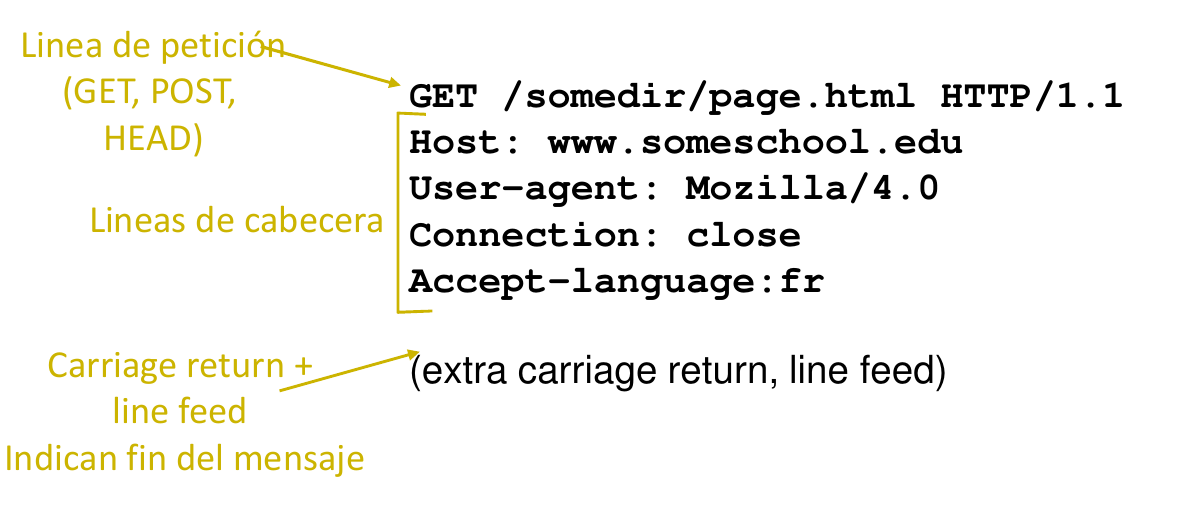 Linea de petición
(GET, POST,
HEAD)
GET /somedir/page.html HTTP/1.1
Host: www.someschool.edu
User-agent: Mozilla/4.0
Connection: close
Accept-language:fr
Lineas de cabecera
Carriage return +
line feed
Indican fin del mensaje
(extra carriage return, line feed)